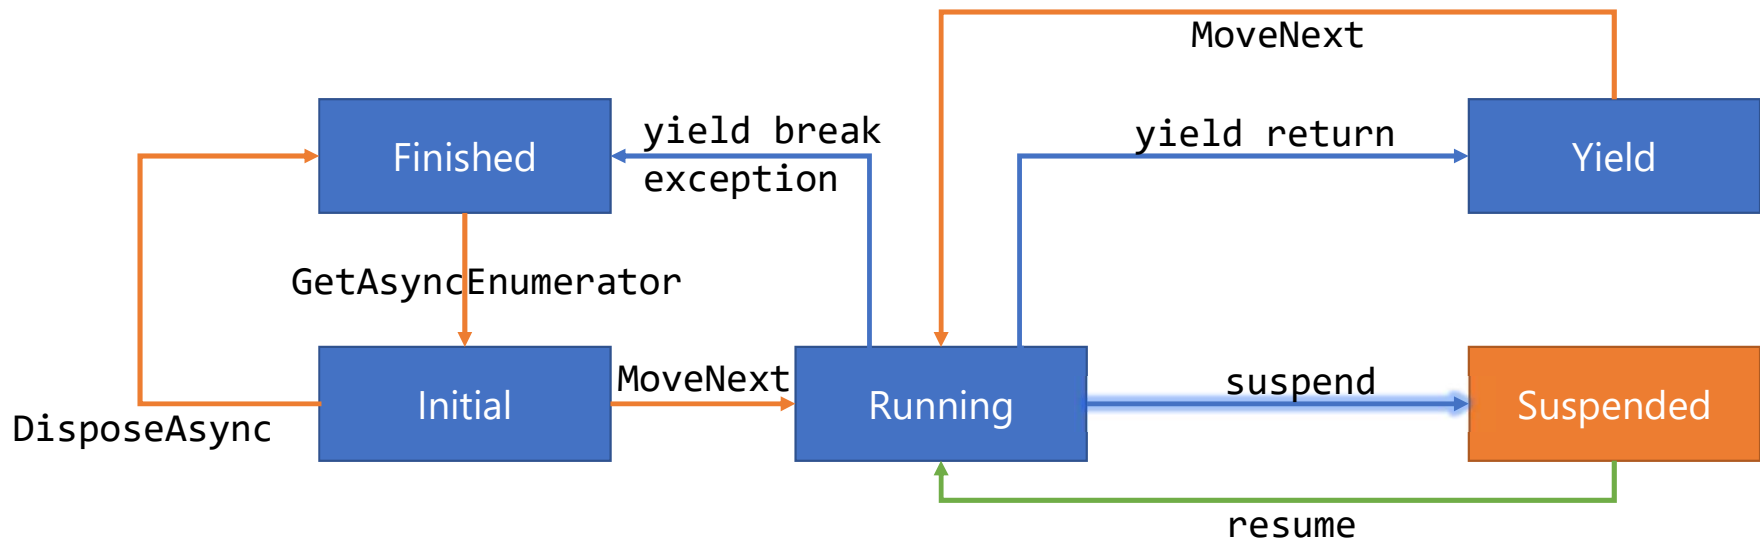 MoveNext
Finished
yield break
exception
yield return
Yield
GetAsyncEnumerator
DisposeAsync
Initial
MoveNext
Running
suspend
Suspended
resume